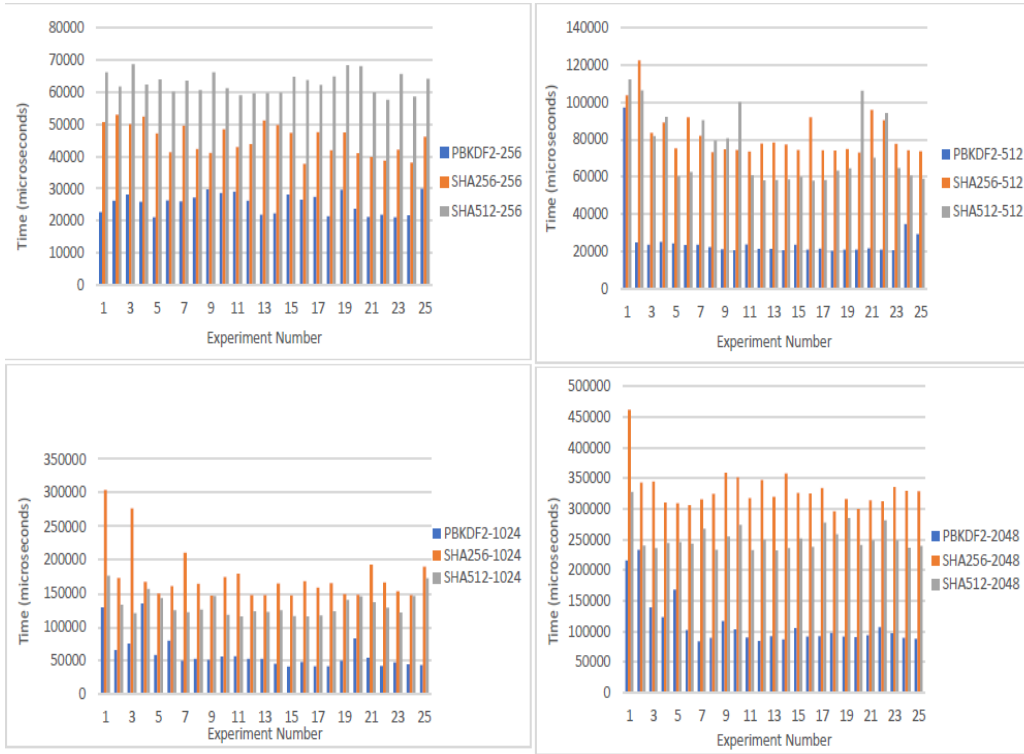 80000
70000
60000
50000
40000
30000
20000
10000
0
Time (microseconds)
1 3 5 7 9 11 13 15 17 19 21 23 25
Experiment Number
PBKDF2-256
SHA256-256
SHA512-256
140000
120000
100000
80000
60000
40000
20000
0
Time (microseconds)
1 3 5 7 9 11 13 15 17 19 21 23 25
Experiment Number
PBKDF2-512
SHA256-512
SHA512-512
350000
300000
250000
200000
150000
100000
50000
0
Time (microseconds)
1 3 5 7 9 11 13 15 17 19 21 23 25
Experiment Number
PBKDF2-1024
SHA256-1024
SHA512-1024
500000
450000
400000
350000
300000
250000
200000
150000
100000
50000
0
Time (microseconds)
1 3 5 7 9 11 13 15 17 19 21 23 25
Experiment Number
PBKDF2-2048
SHA256-2048
SHA512-2048